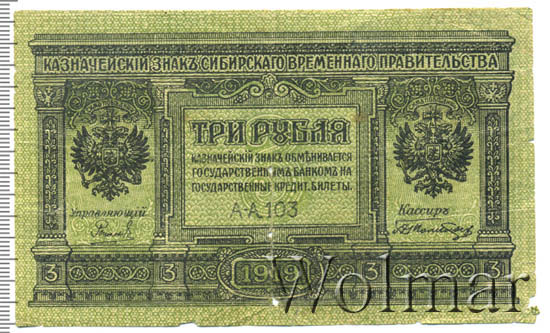 КАЗНАЧЕЙСКІЙ ЗНАКЪ СИБИРСКАГО ВРЕМЕННАГО ПРАВИТЕЛЬСТВА
ТРИ РУБЛЯ
КАЗНАЧЕЙСКІЙ ЗНАКЪ ОБМѢНИВАЕТСЯ
ГОСУДАРСТВЕННЫМЪ БАНКОМЪ НА
ГОСУДАРСТВЕННЫЕ КРЕДИТ. БИЛЕТЫ.
А-А.103
Управляющій
Кассиръ
3 3 1919 3 3
Wolmar